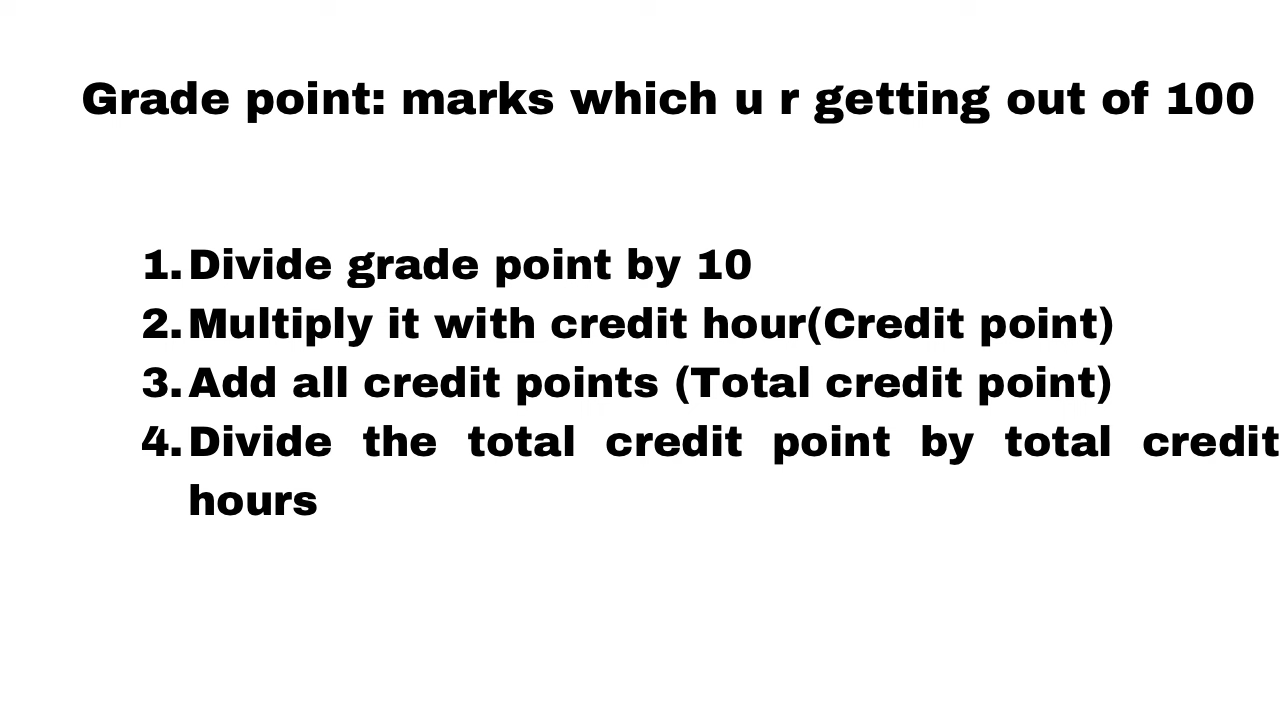 Grade point: marks which u r getting out of 100
1. Divide grade point by 10
2. Multiply it with credit hour(Credit point)
3. Add all credit points (Total credit point)
4. Divide the total credit point by total credit
hours